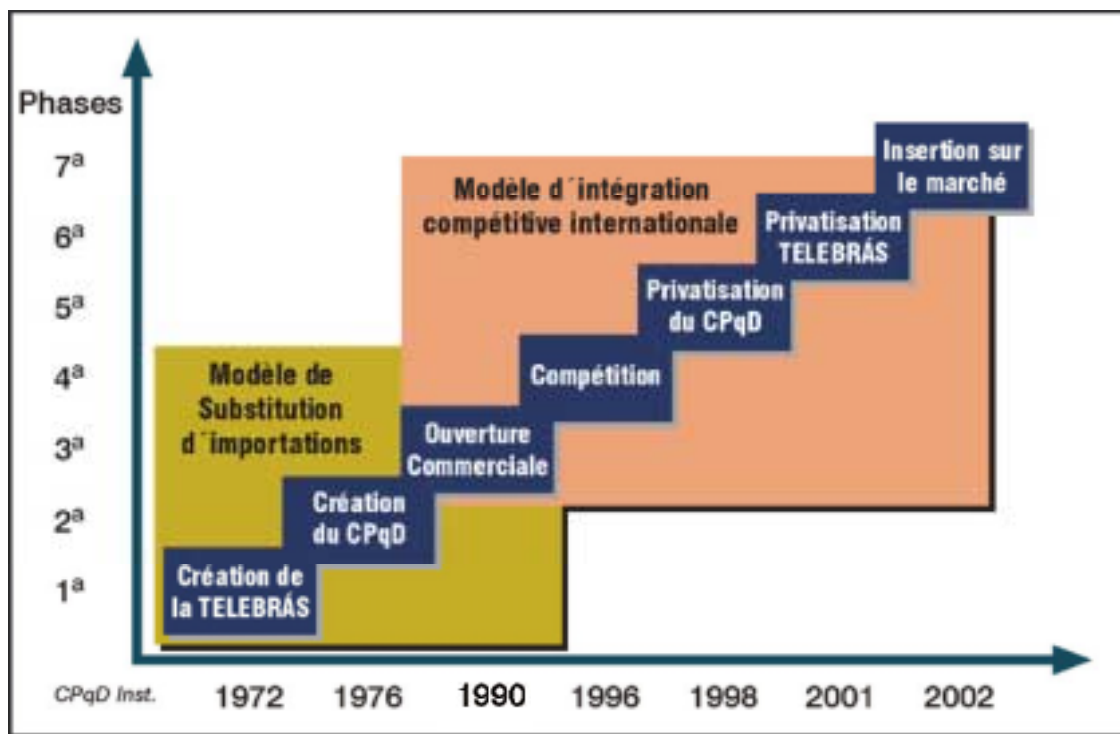 Phases
7ª
6ª
5ª
4ª
3ª
2ª
1ª
Insertion sur
le marché
Modèle d´intégration
compétitive internationale
Privatisation
TELEBRÁS
Privatisation
du CPqD
Modèle de
Substitution
d´importations
Compétition
Ouverture
Commerciale
Création
du CPqD
Création de
la TELEBRÁS
CPqD Inst.
1972 1976 1990 1996 1998 2001 2002